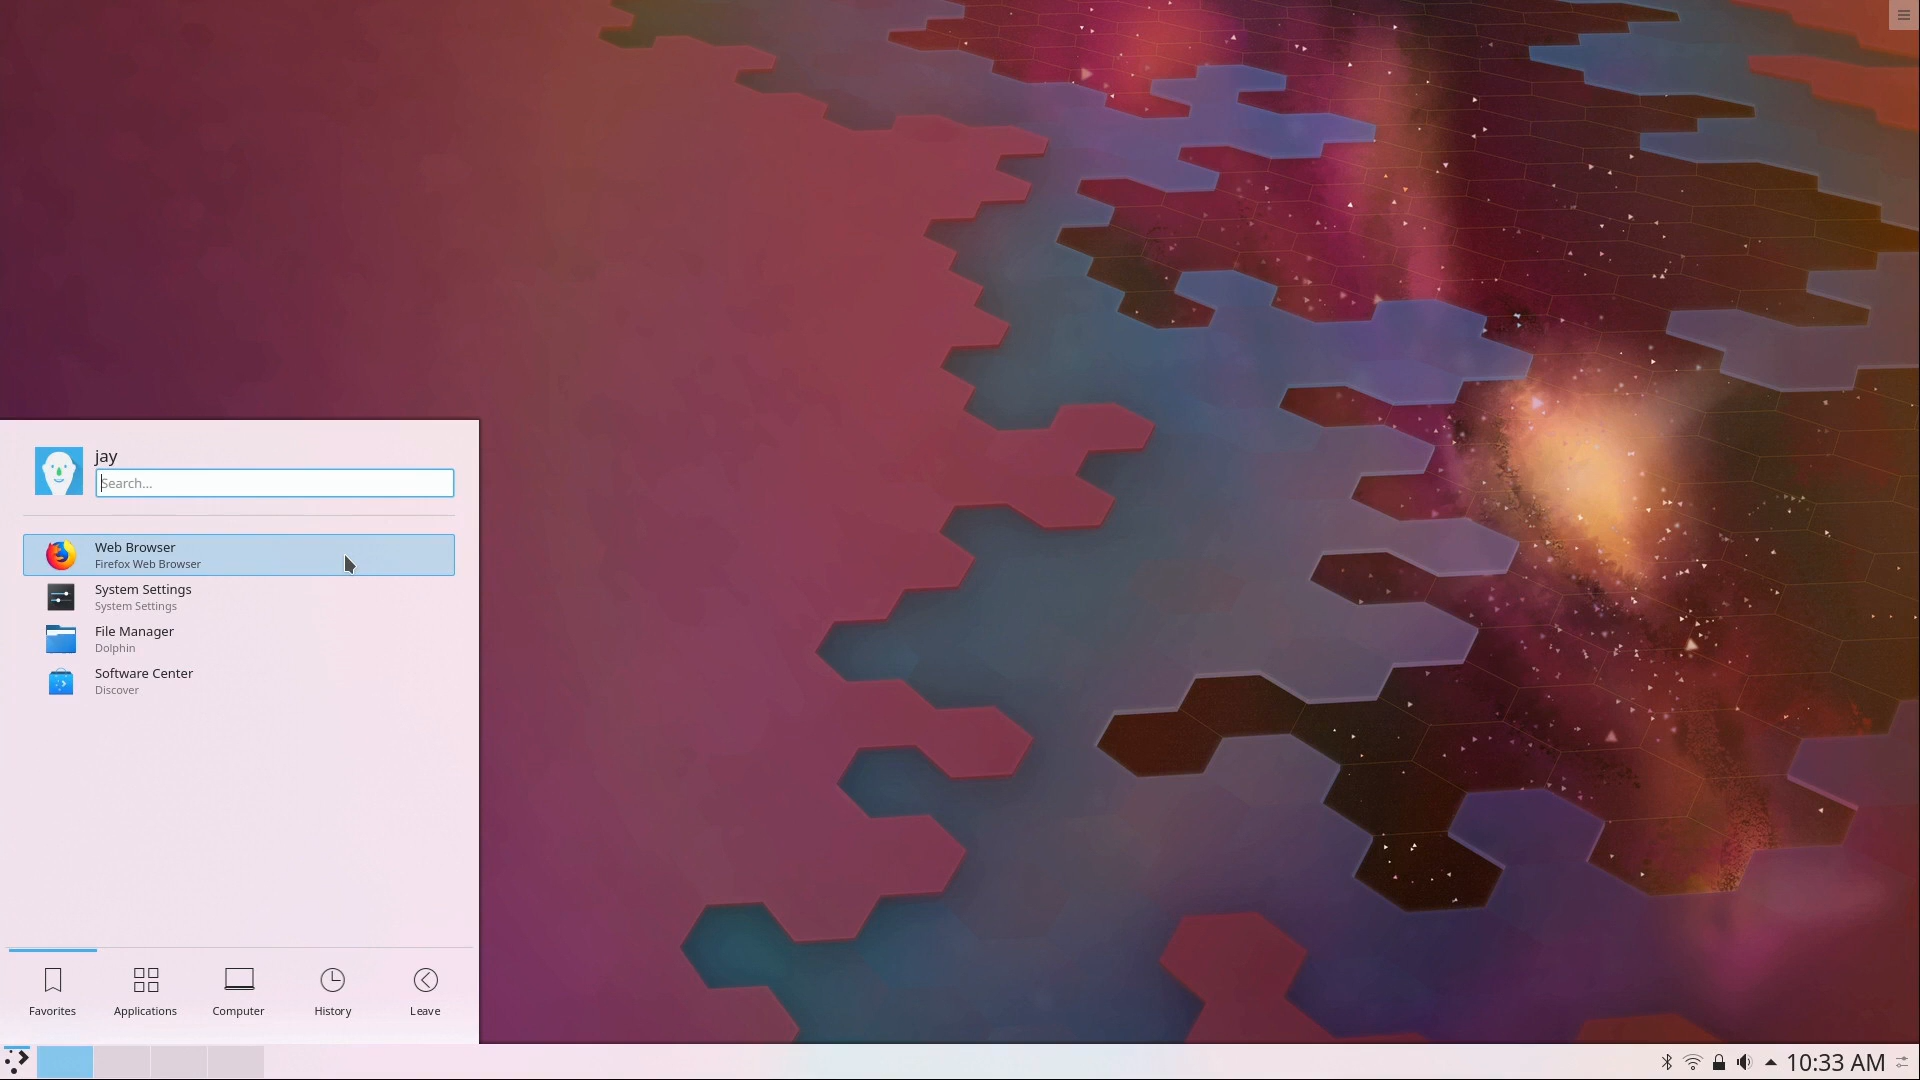 jay
Search...
Web Browser
Firefox Web Browser
System Settings
System Settings
File Manager
Dolphin
Software Center
Discover
Favorites
Applications
Computer
History
Leave
10:33 AM